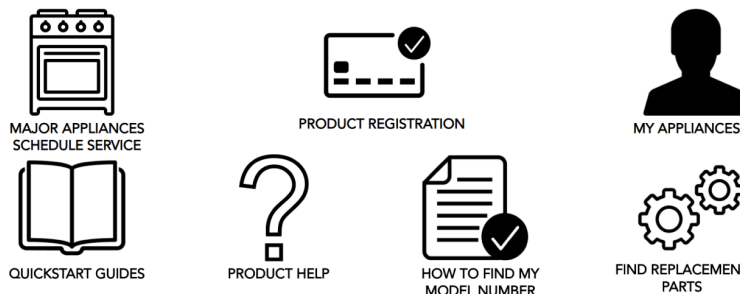 MAJOR APPLIANCES
SCHEDULE SERVICE
PRODUCT REGISTRATION
MY APPLIANCES
QUICKSTART GUIDES
PRODUCT HELP
HOW TO FIND MY
MODEL NUMBER
FIND REPLACEMEN
PARTS